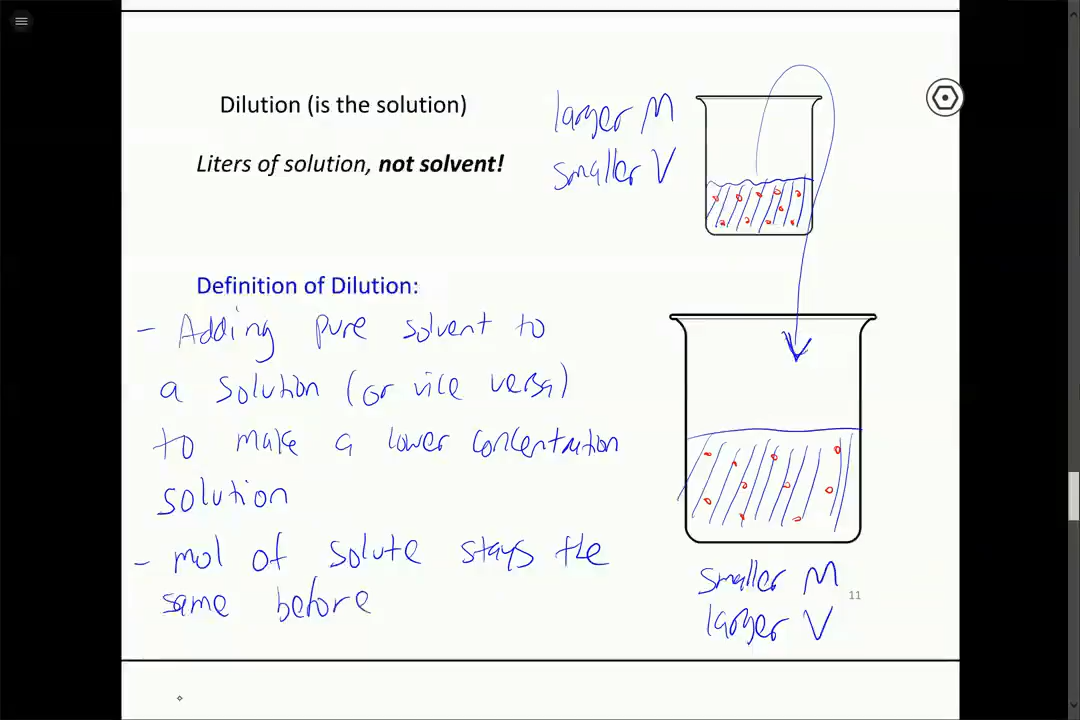 Dilution (is the solution)
Liters of solution, not solvent!
larger M
smaller V
Definition of Dilution:
- Adding pure solvent to
a solution (or vice versa)
to make a lower concentration
solution
- mol of solute stays the
same before
smaller M
larger V
11